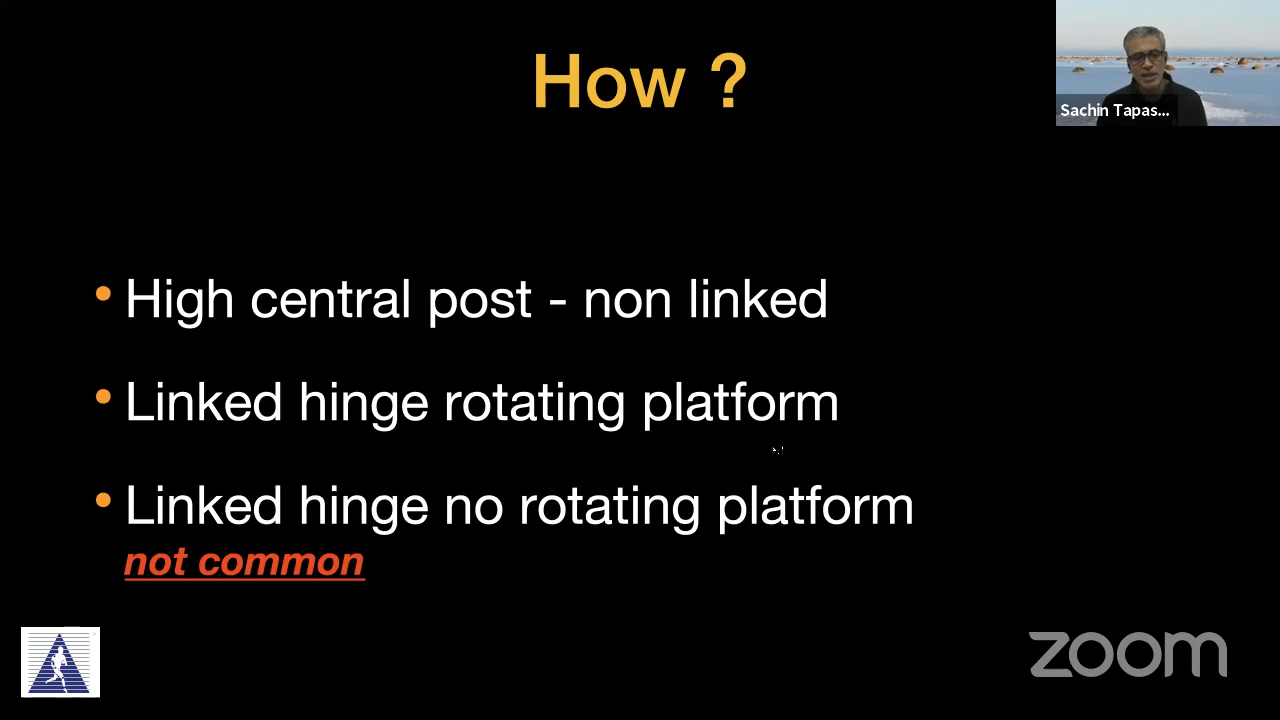 How ?
Sachin Tapas...
• High central post - non linked
• Linked hinge rotating platform
• Linked hinge no rotating platform
not common
zoom